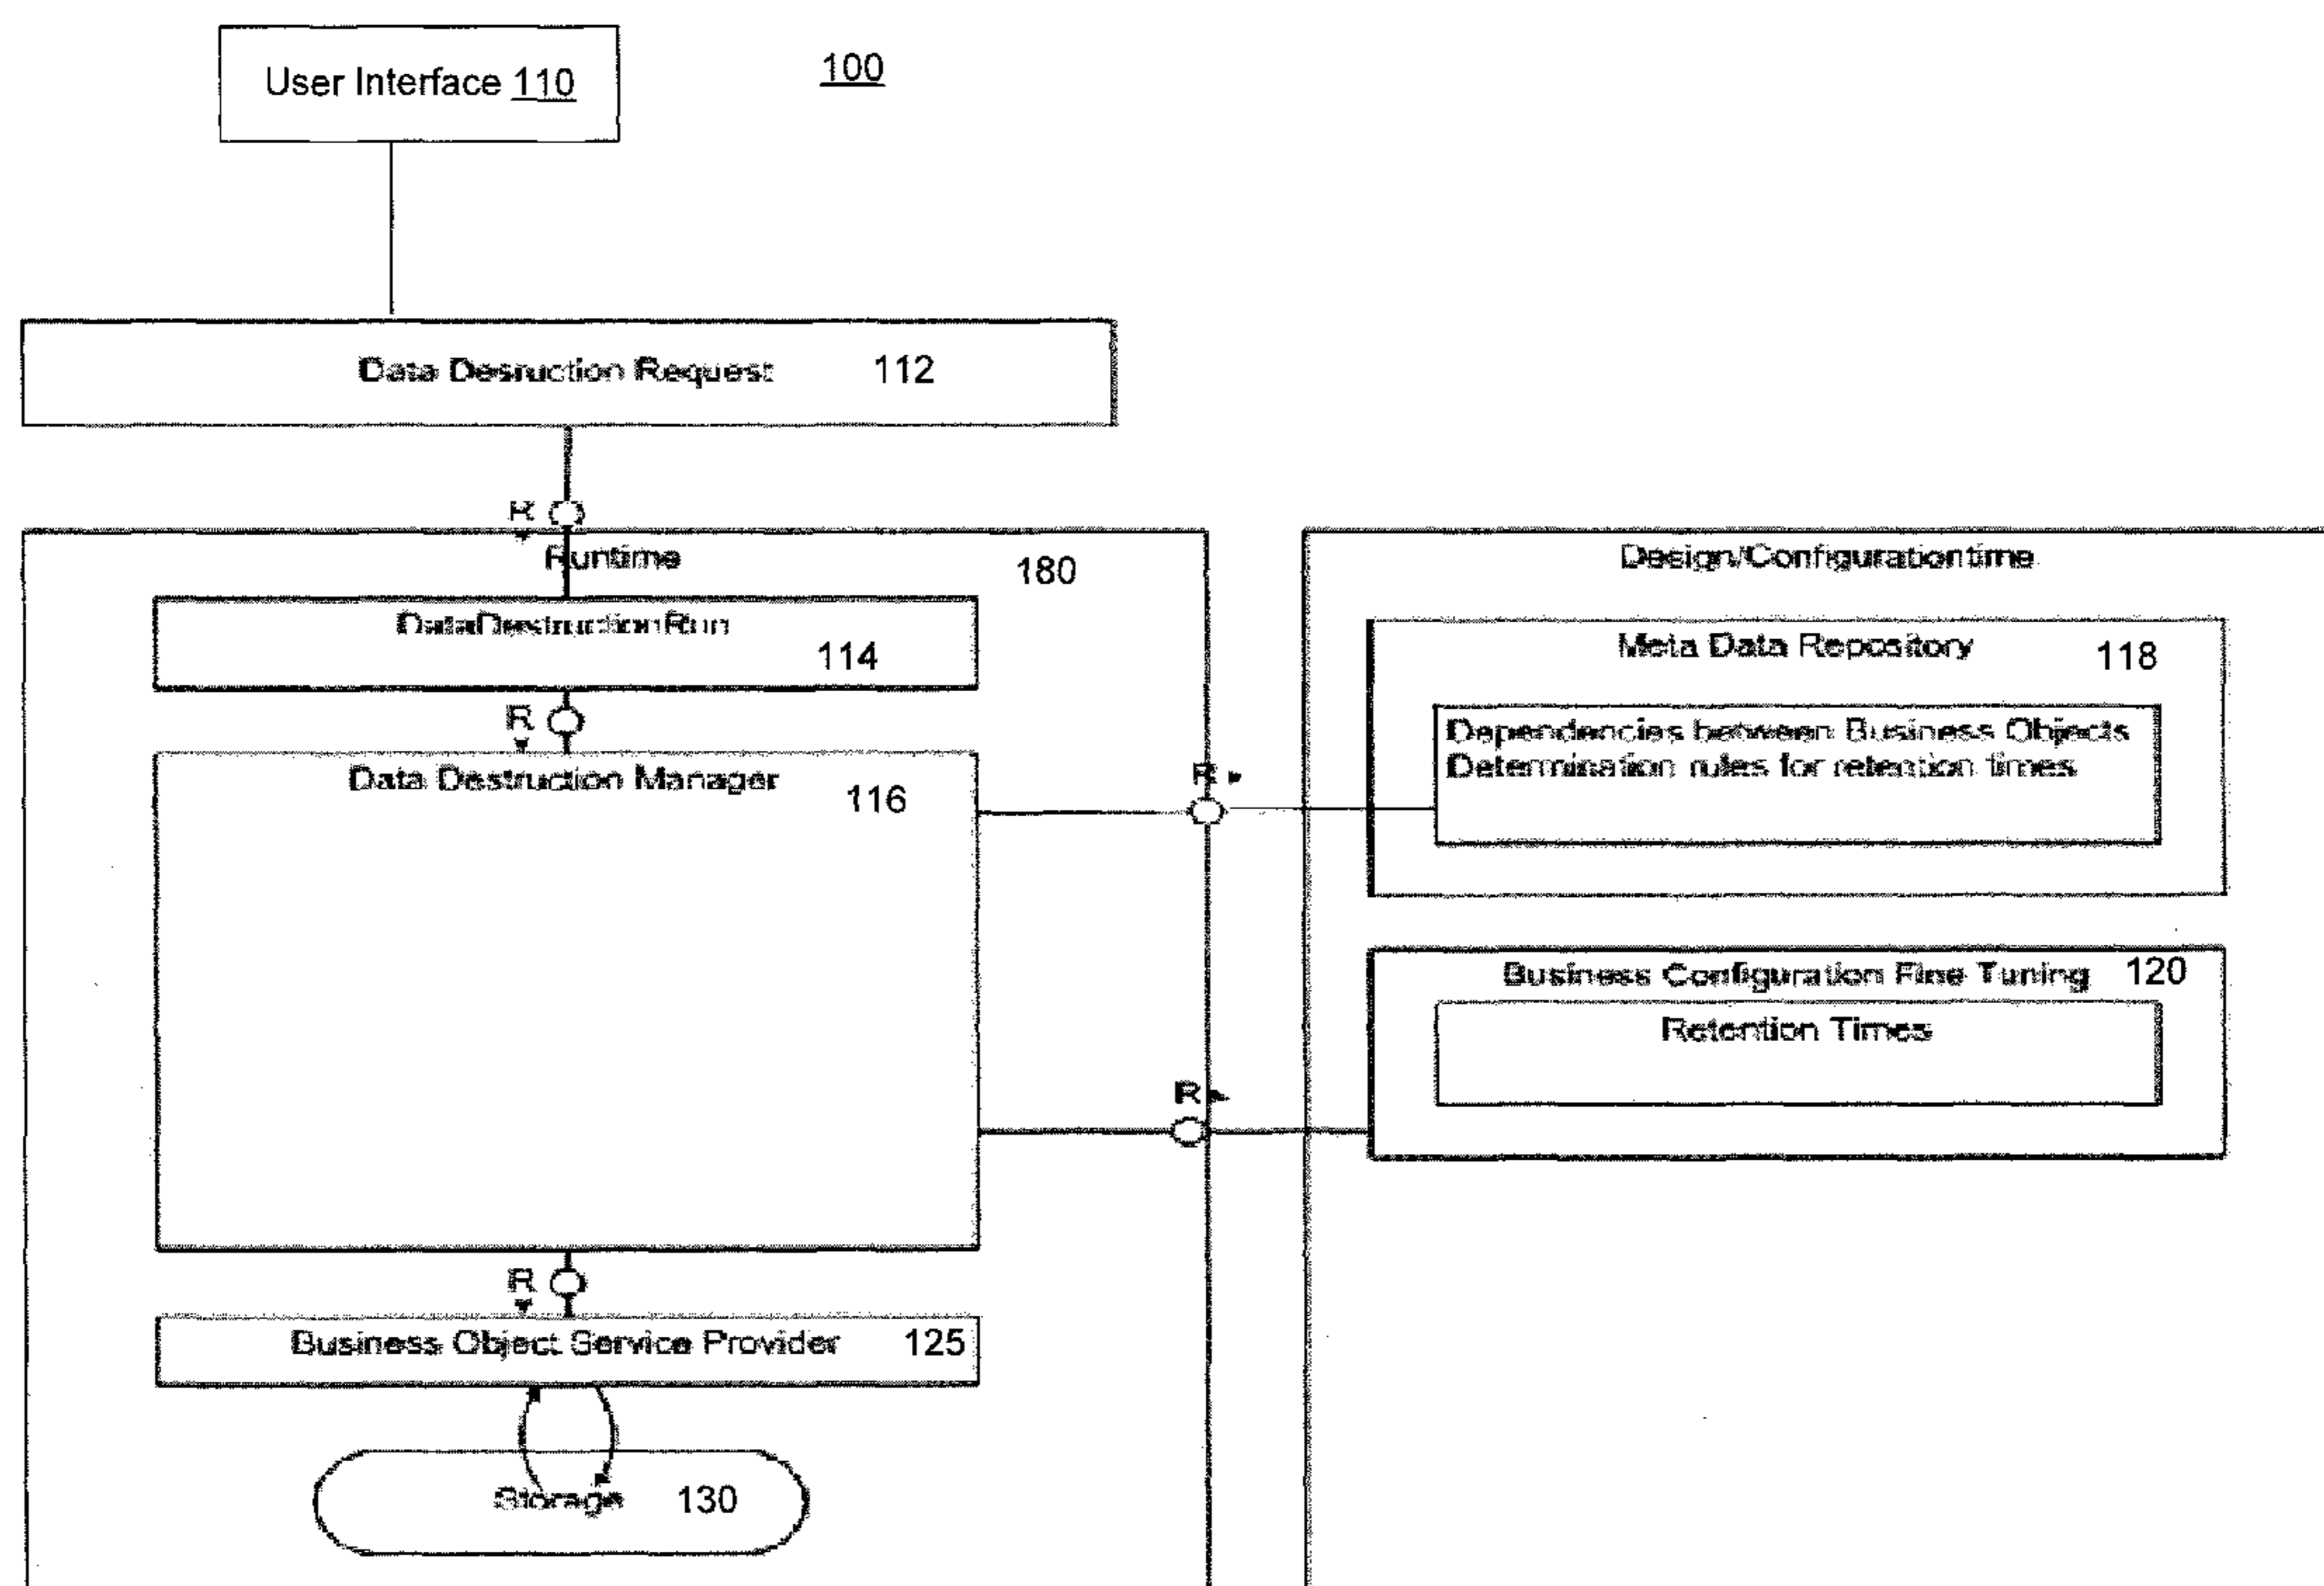 User Interface 110
100
Data Desruction Request 112
R
Runtime
180
DataDestructionRun
114
R
Data Destruction Manager
116
R
R
R
Business Object Service Provider 125
Storage 130
Design/Configurationtime
Meta Data Repository
118
Dependencies between Business Objects
Determination rules for retention times
Business Configuration Fine Tuning 120
Retention Times